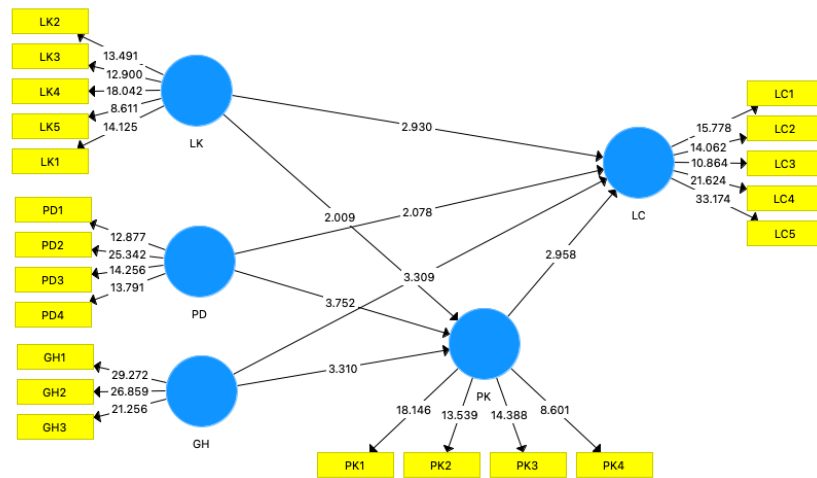 LK2
LK3
LK4
LK5
LK1
13.491
12.900
18.042
8.611
14.125
LK
PD1
PD2
PD3
PD4
12.877
25.342
14.256
13.791
PD
GH1
GH2
GH3
29.272
26.859
21.256
GH
2.930
2.009
2.078
3.309
3.752
3.310
2.958
LC1
LC2
LC3
LC4
LC5
15.778
14.062
10.864
21.624
33.174
LC
PK
18.146
13.539
14.388
8.601
PK1
PK2
PK3
PK4